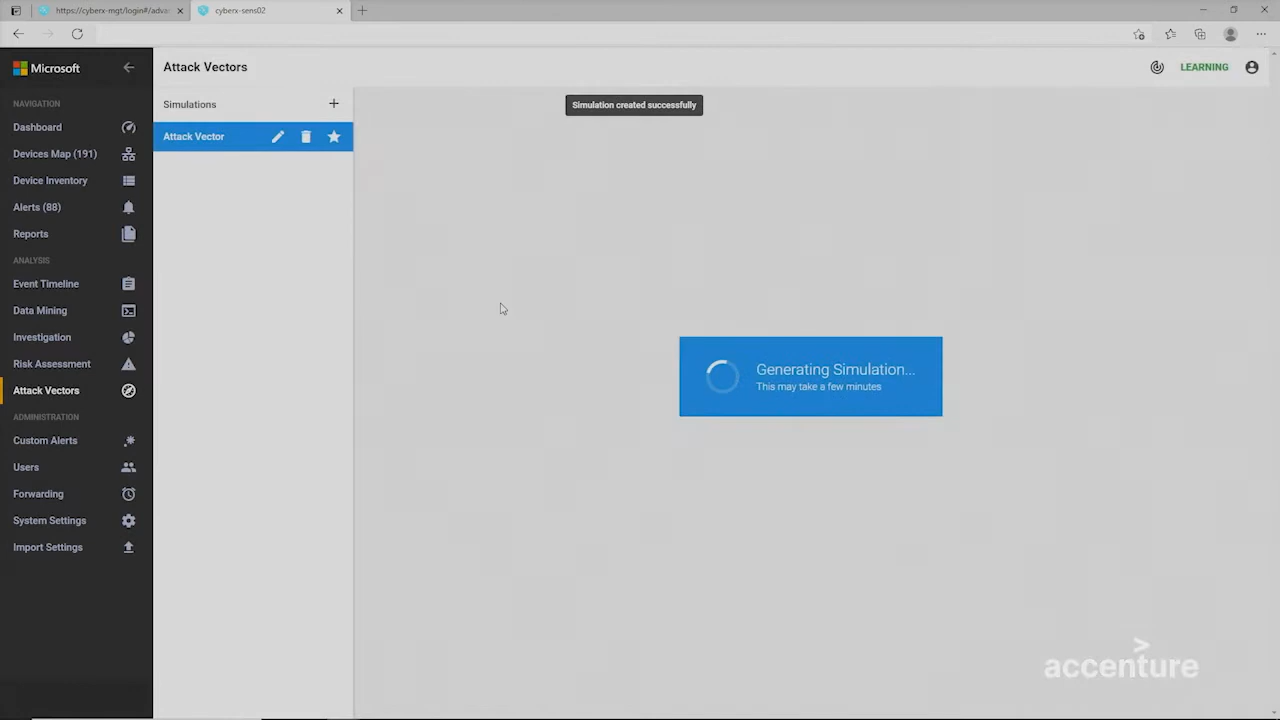 https://cyberx-mgt/login#/adva
cyberx-sens02
Microsoft
Attack Vectors
LEARNING
NAVIGATION
Dashboard
Devices Map (191)
Device Inventory
Alerts (88)
Reports
ANALYSIS
Event Timeline
Data Mining
Investigation
Risk Assessment
Attack Vectors
ADMINISTRATION
Custom Alerts
Users
Forwarding
System Settings
Import Settings
Simulations
Attack Vector
Simulation created successfully
Generating Simulation...
This may take a few minutes
accenture